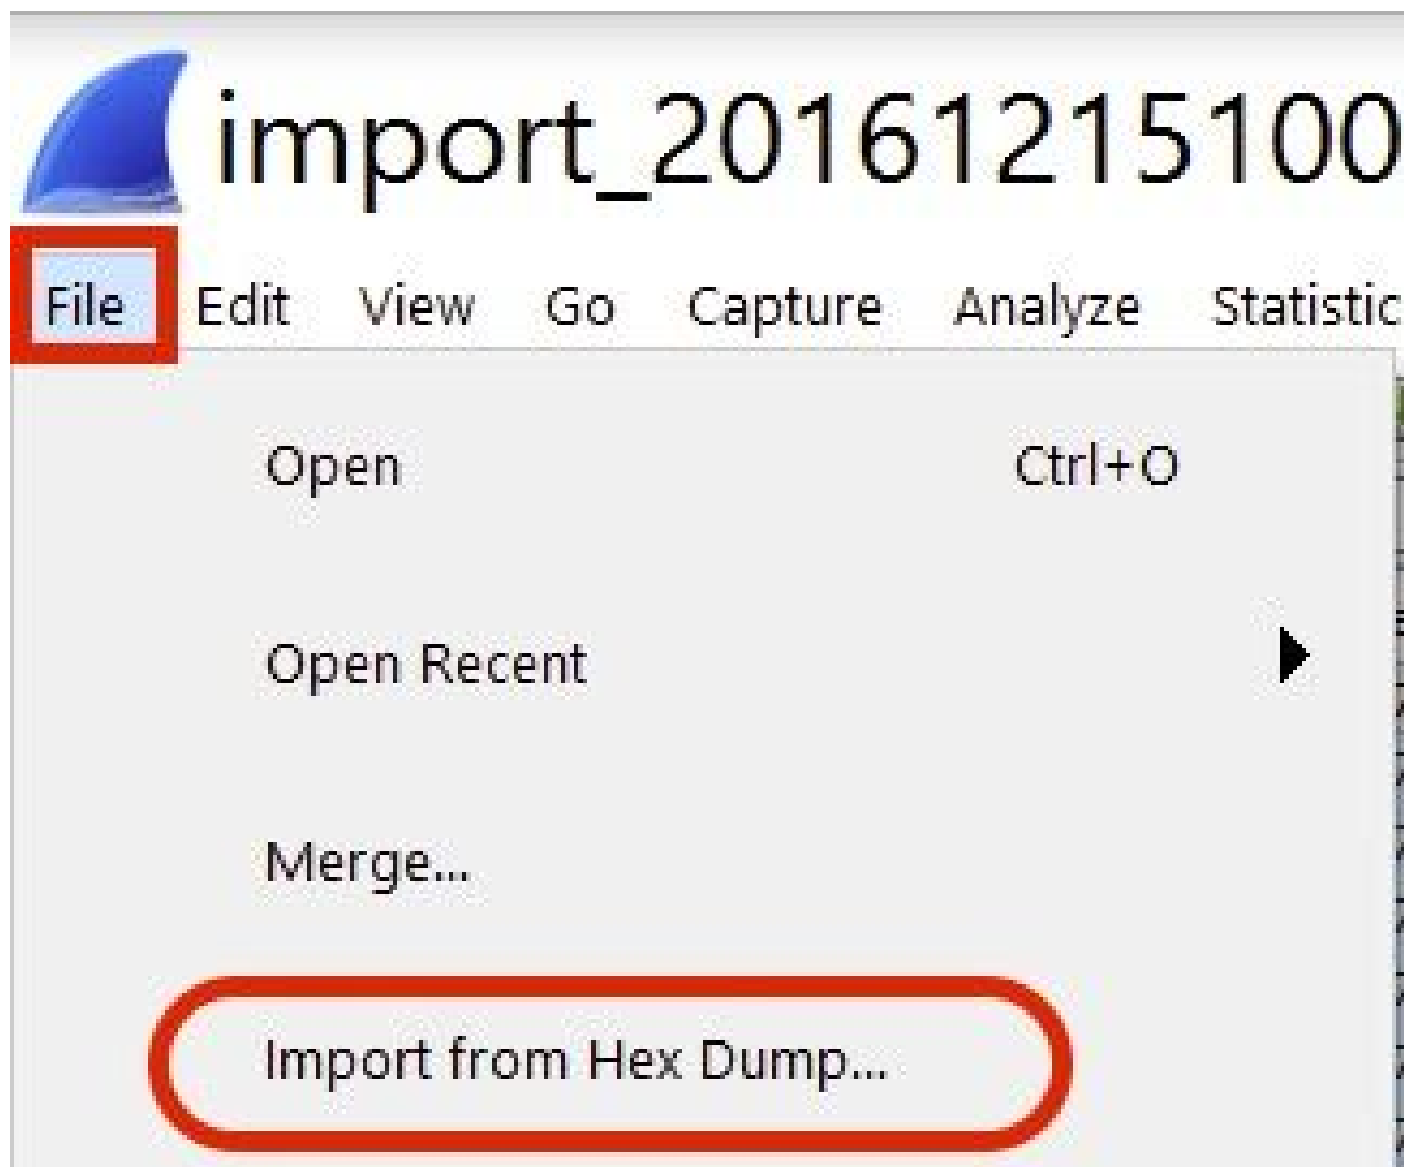 import_20161215100
File Edit View Go Capture Analyze Statistic
Open Ctrl+O
Open Recent
Merge...
Import from Hex Dump...